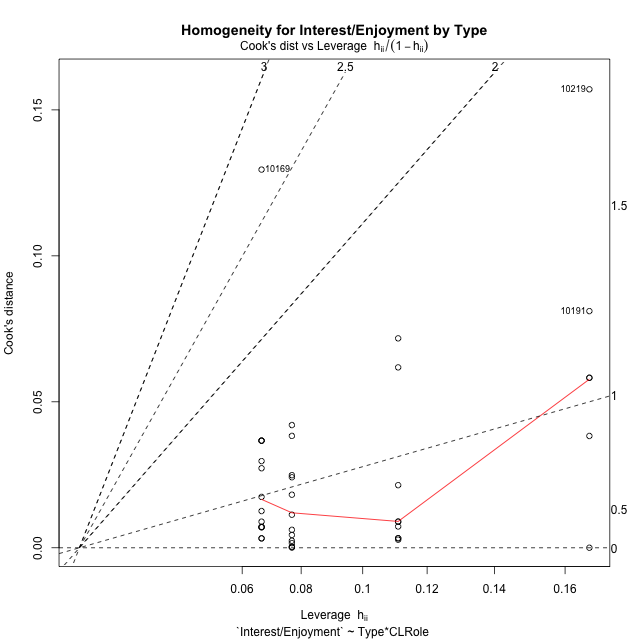 Homogeneity for Interest/Enjoyment by Type
Cook's dist vs Leverage hii/(1 − hii)
3 2.5 2
10219
0.15
10169
1.5
0.10
10191
Cook's distance
1
0.05
0.5
0.00
0
0.06 0.08 0.1 0.12 0.14 0.16
Leverage hii
`Interest/Enjoyment` ~ Type*CLRole